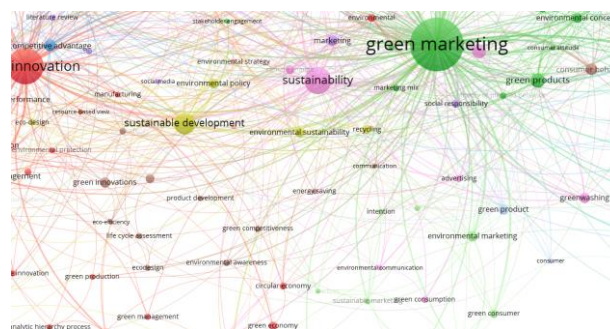 literature review
stakeholder engagement
environmental
environmental conce
competitive advantage
marketing
green marketing
consumer attitude
innovation
environmental strategy
sustainability
consumer beh
social media
environmental policy
marketing mix
green products
manufacturing
performance
resource-based view
social responsibility
eco-design
sustainable development
environmental sustainability
recycling
environmental protection
communication
agement
green innovations
advertising
energy saving
greenwashing
product development
intention
green product
eco-efficiency
life cycle assessment
green competitiveness
environmental marketing
ecodesign
environmental awareness
environmental communication
consumer
innovation
green production
circular economy
sustainable marketing
green consumption
green management
green consumer
analytic hierarchy process
green economy